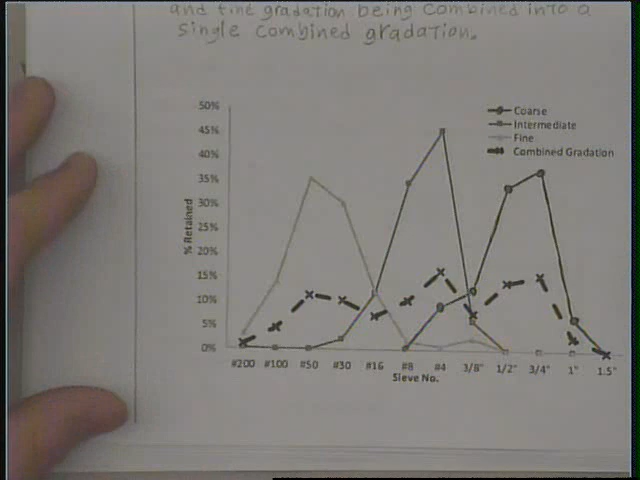 and fine gradation being combined into a
single combined gradation.
50%
45%
40%
35%
30%
25%
20%
15%
10%
5%
0%
% Retained
Coarse
Intermediate
Fine
Combined Gradation
#200 #100 #50 #30 #16 #8 #4 3/8" 1/2" 3/4" 1" 1.5"
Sieve No.